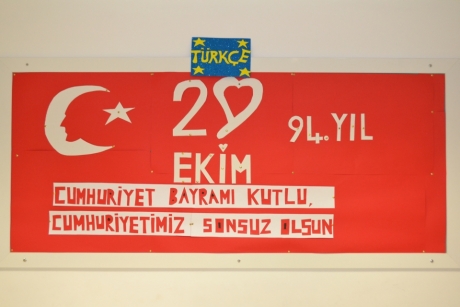 TÜRKÇE
29
EKİM
94.YIL
CUMHURİYET BAYRAMI KUTLU,
CUMHURİYETİMİZ SONSUZ OLSUN